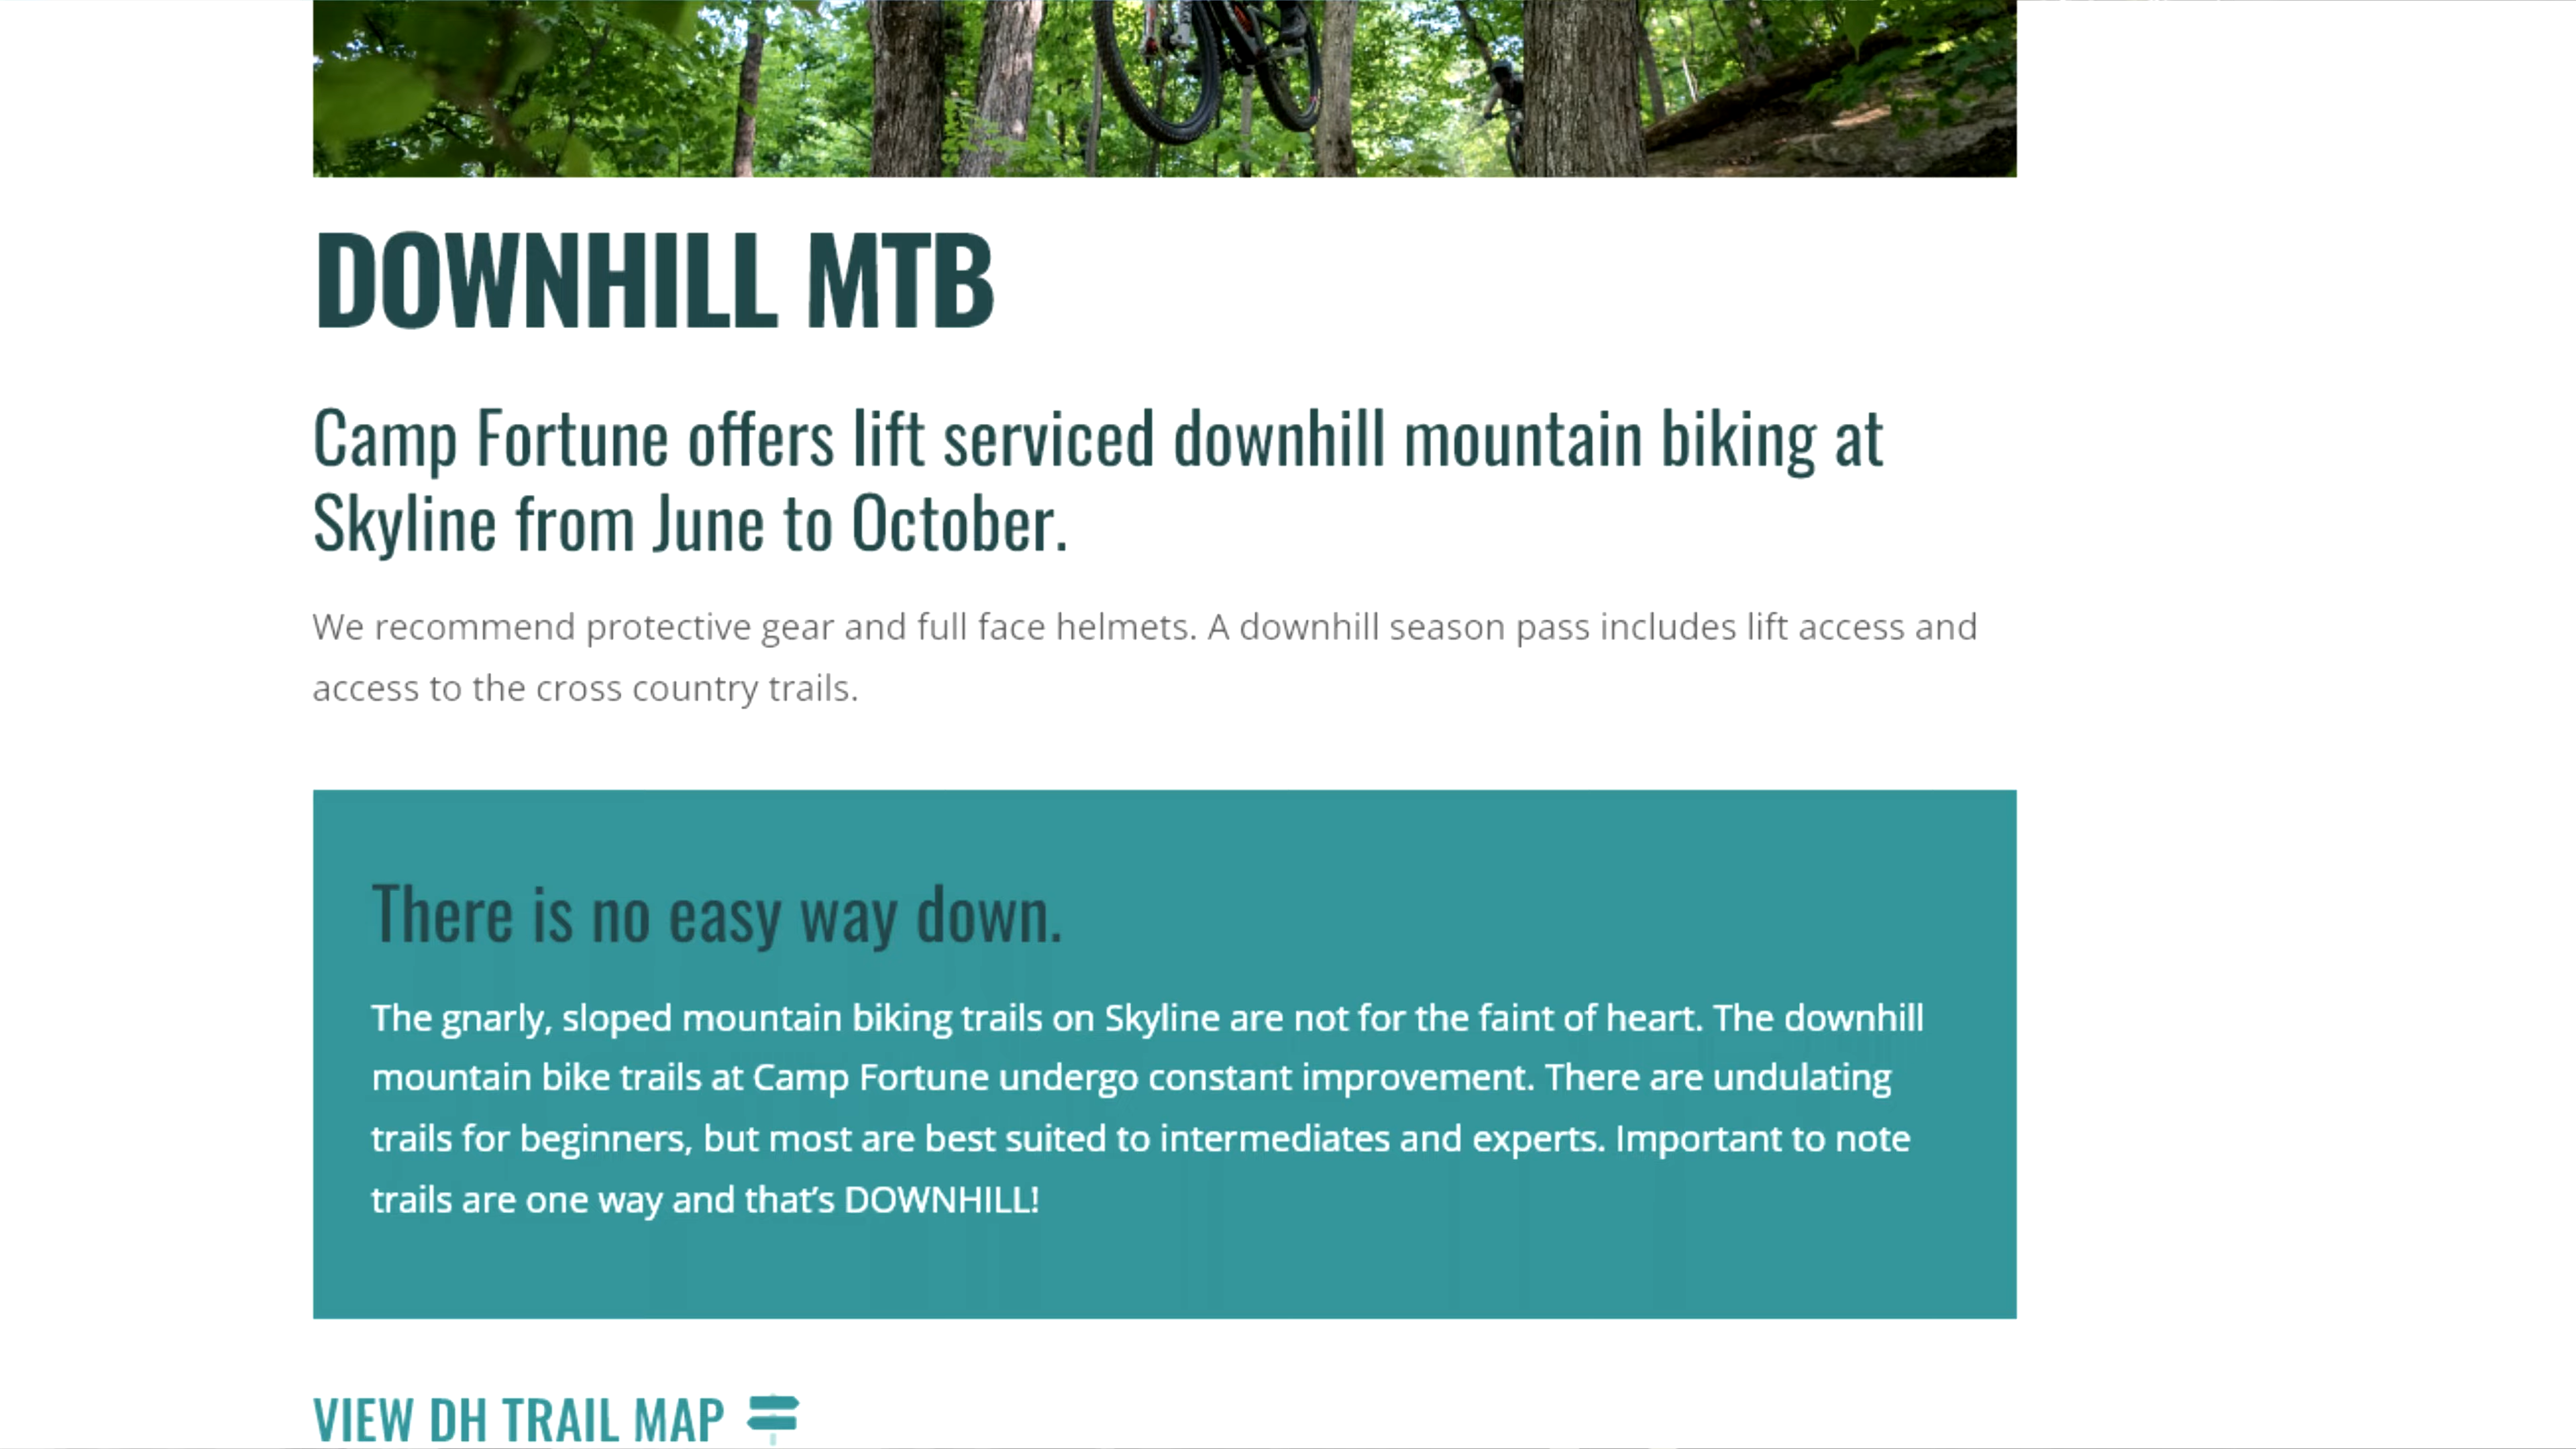 DOWNHILL MTB
Camp Fortune offers lift serviced downhill mountain biking at
Skyline from June to October.
We recommend protective gear and full face helmets. A downhill season pass includes lift access and
access to the cross country trails.
There is no easy way down.
The gnarly, sloped mountain biking trails on Skyline are not for the faint of heart. The downhill
mountain bike trails at Camp Fortune undergo constant improvement. There are undulating
trails for beginners, but most are best suited to intermediates and experts. Important to note
trails are one way and that’s DOWNHILL!
VIEW DH TRAIL MAP